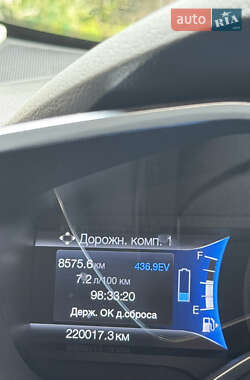 auto RIA
Дорожн. комп. 1
8575.6 км 436.9EV
7.2 л/100 км
98:33:20
Держ. ОК д.сброса
220017.3 км
F
E